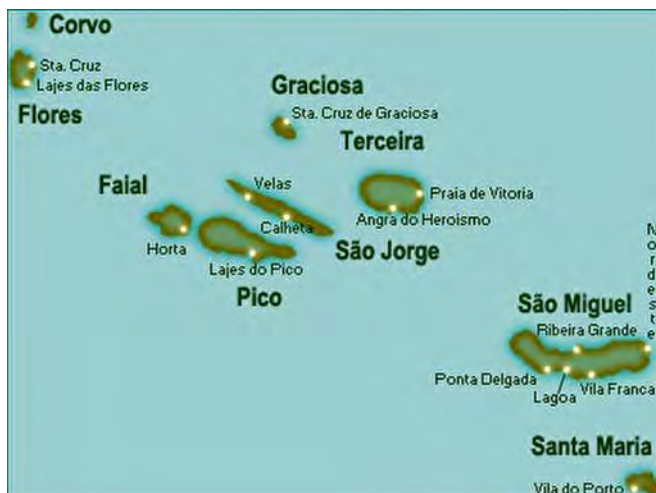 Corvo
Sta. Cruz
Lajes das Flores
Flores
Graciosa
Sta. Cruz de Graciosa
Terceira
Faial
Velas
Praia de Vitoria
Angra do Heroismo
Calheta
Horta
São Jorge
Lajes do Pico
Pico
Nordeste
São Miguel
Ribeira Grande
Ponta Delgada
Lagoa
Vila Franca
Santa Maria
Vila do Porto